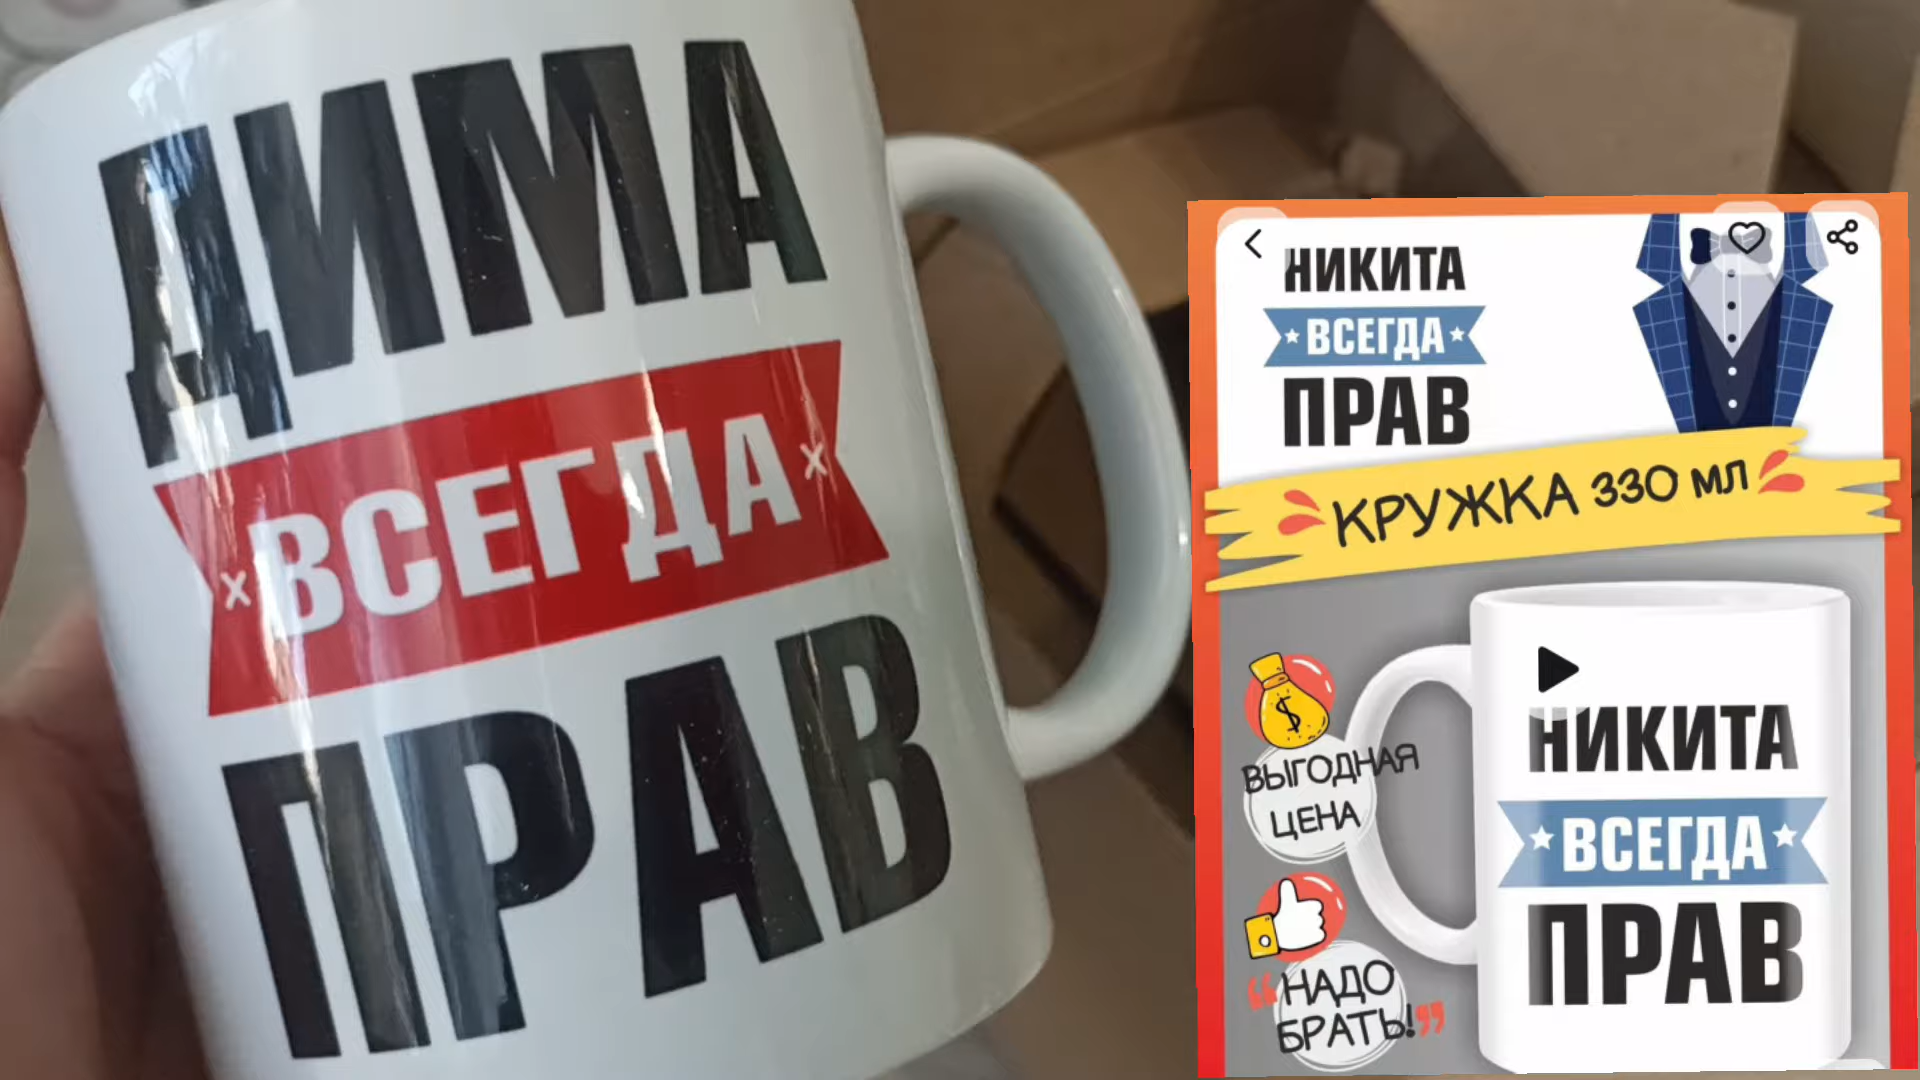 ДИМА
ВСЕГДА
ПРАВ
НИКИТА
ВСЕГДА
ПРАВ
КРУЖКА 330 МЛ
ВЫГОДНАЯ
ЦЕНА
НИКИТА
ВСЕГДА
ПРАВ
"НАДО
БРАТЬ!"